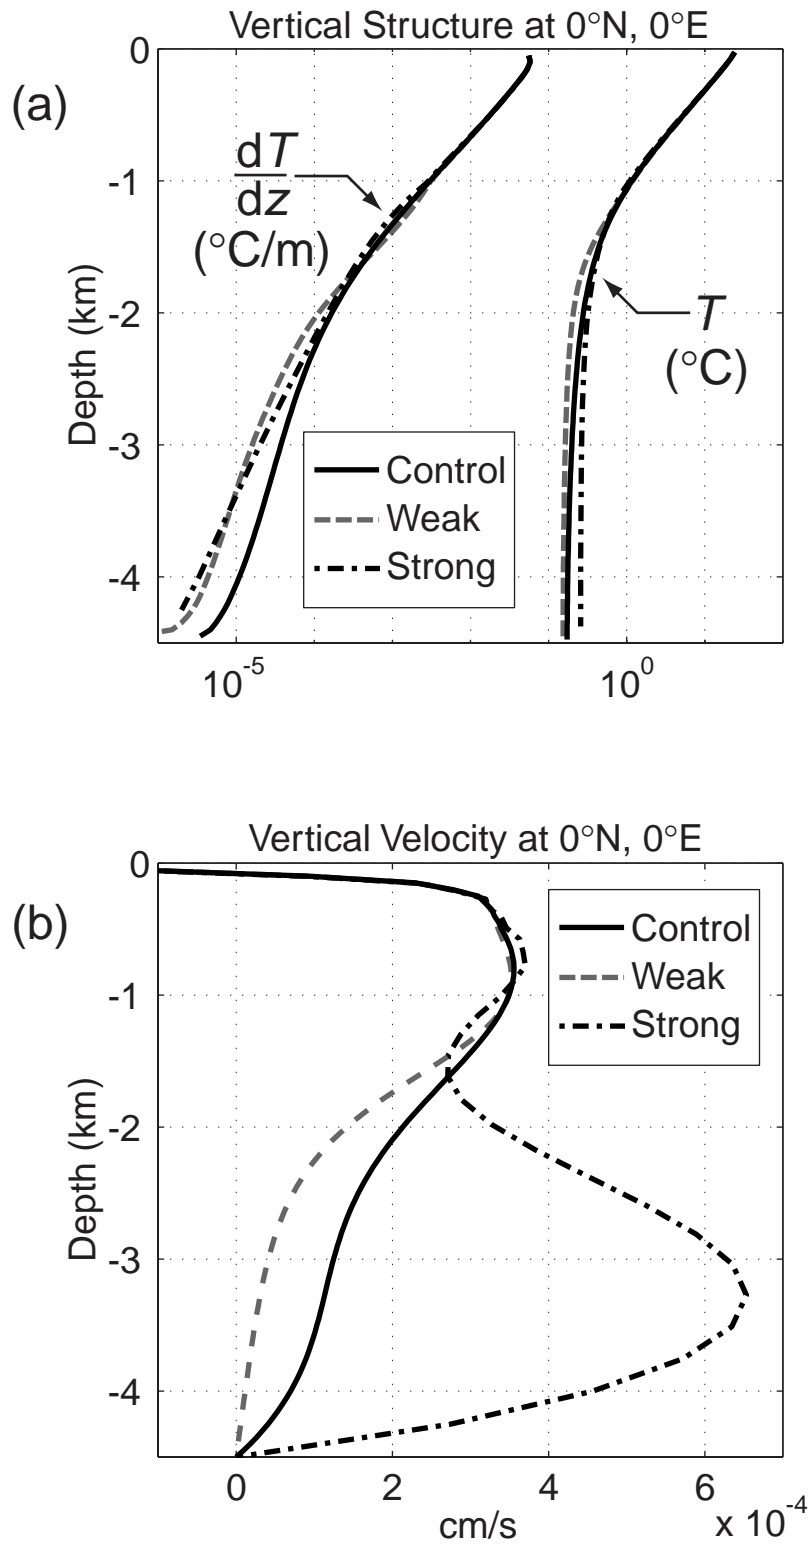 Vertical Structure at 0°N, 0°E
(a)
0
-1
-2
-3
-4
Depth (km)
dT
dz
(°C/m)
T
(°C)
Control
Weak
Strong
10^-5
10^0
Vertical Velocity at 0°N, 0°E
(b)
0
-1
-2
-3
-4
Depth (km)
Control
Weak
Strong
0 2 4 6
cm/s x 10^-4